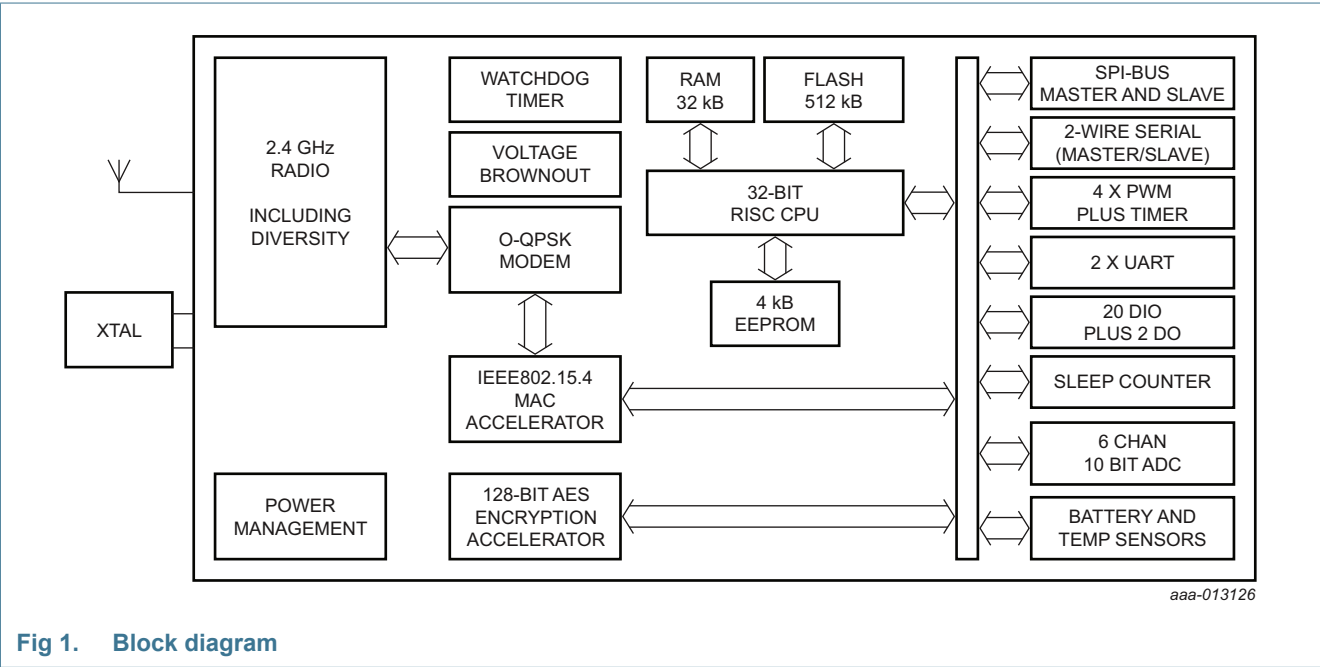 2.4 GHz
RADIO
INCLUDING
DIVERSITY
XTAL
POWER
MANAGEMENT
WATCHDOG
TIMER
VOLTAGE
BROWNOUT
O-QPSK
MODEM
IEEE802.15.4
MAC
ACCELERATOR
128-BIT AES
ENCRYPTION
ACCELERATOR
RAM
32 kB
FLASH
512 kB
32-BIT
RISC CPU
4 kB
EEPROM
SPI-BUS
MASTER AND SLAVE
2-WIRE SERIAL
(MASTER/SLAVE)
4 X PWM
PLUS TIMER
2 X UART
20 DIO
PLUS 2 DO
SLEEP COUNTER
6 CHAN
10 BIT ADC
BATTERY AND
TEMP SENSORS
aaa-013126
Fig 1. Block diagram